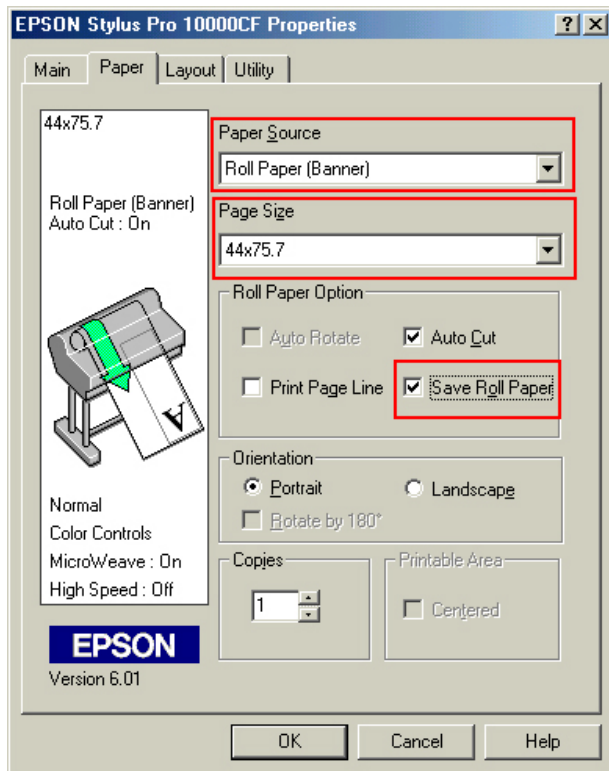 EPSON Stylus Pro 10000CF Properties
Main Paper Layout Utility
44x75.7
Roll Paper (Banner)
Auto Cut : On
A
Normal
Color Controls
MicroWeave : On
High Speed : Off
EPSON
Version 6.01
Paper Source
Roll Paper (Banner)
Page Size
44x75.7
Roll Paper Option
Auto Rotate Auto Cut
Print Page Line Save Roll Paper
Orientation
Portrait Landscape
Rotate by 180°
Copies Printable Area
1 Centered
OK Cancel Help